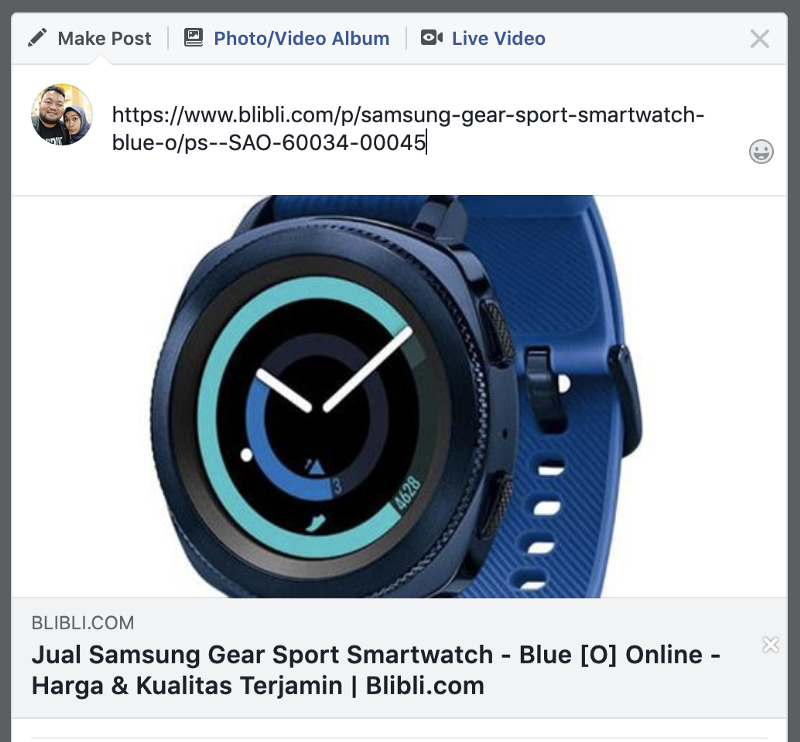 Make Post Photo/Video Album Live Video
https://www.blibli.com/p/samsung-gear-sport-smartwatch-
blue-o/ps--SAO-60034-00045
3
4628
BLIBLI.COM
Jual Samsung Gear Sport Smartwatch - Blue [O] Online -
Harga & Kualitas Terjamin | Blibli.com